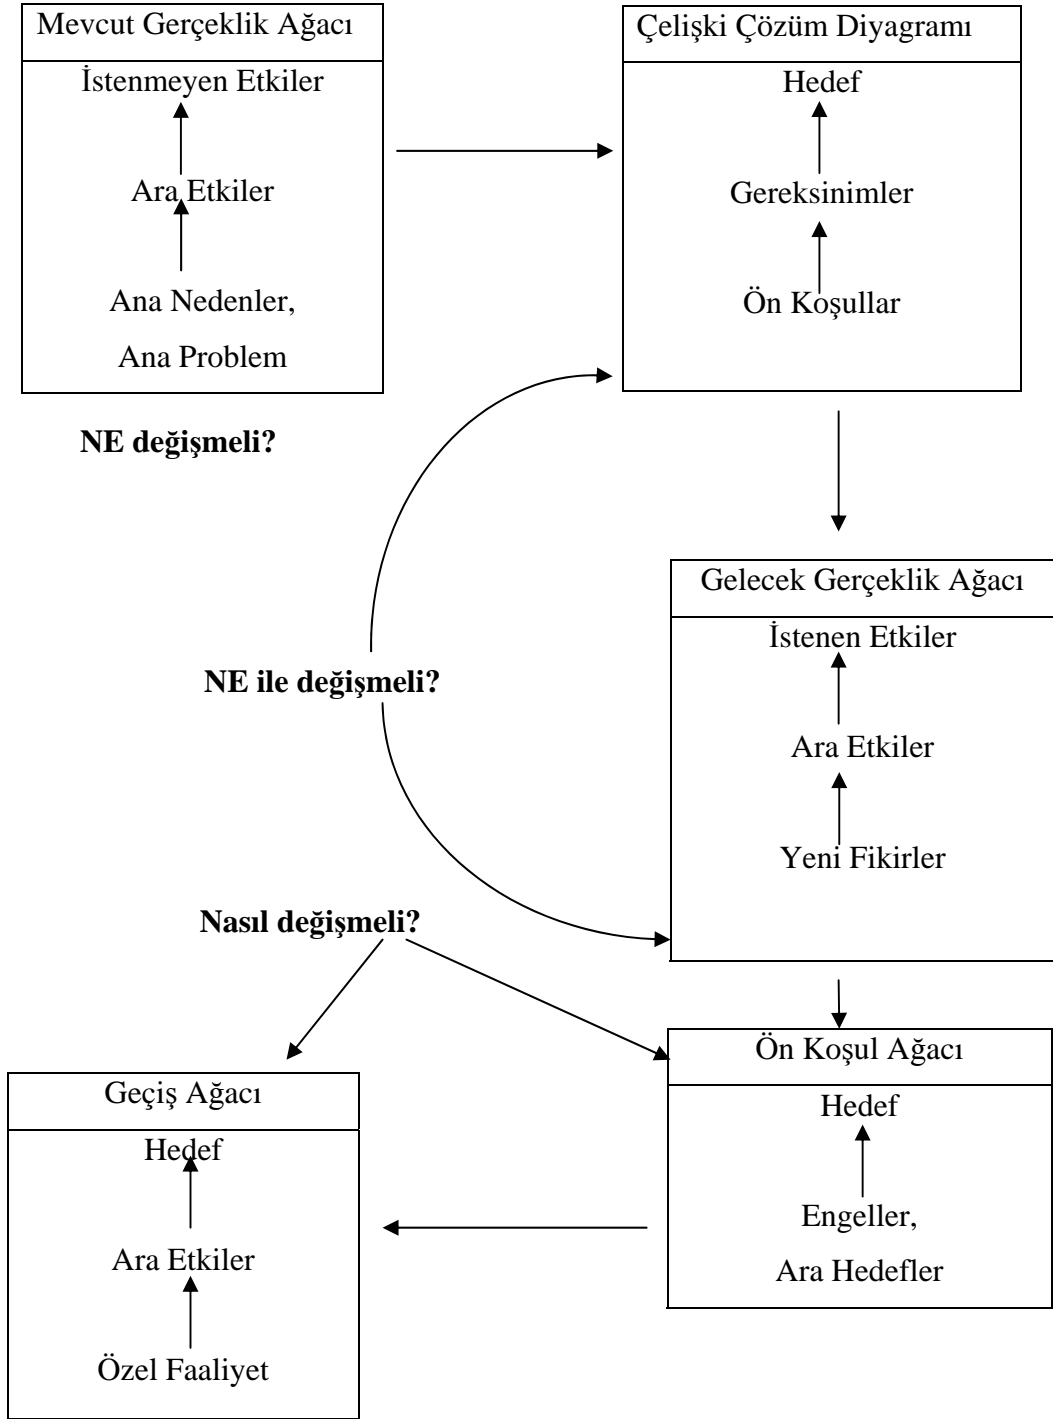 Mevcut Gerçeklik Ağacı
İstenmeyen Etkiler
Ara Etkiler
Ana Nedenler,
Ana Problem
NE değişmeli?
Çelişki Çözüm Diyagramı
Hedef
Gereksinimler
Ön Koşullar
NE ile değişmeli?
Gelecek Gerçeklik Ağacı
İstenen Etkiler
Ara Etkiler
Yeni Fikirler
Nasıl değişmeli?
Ön Koşul Ağacı
Hedef
Engeller,
Ara Hedefler
Geçiş Ağacı
Hedef
Ara Etkiler
Özel Faaliyet